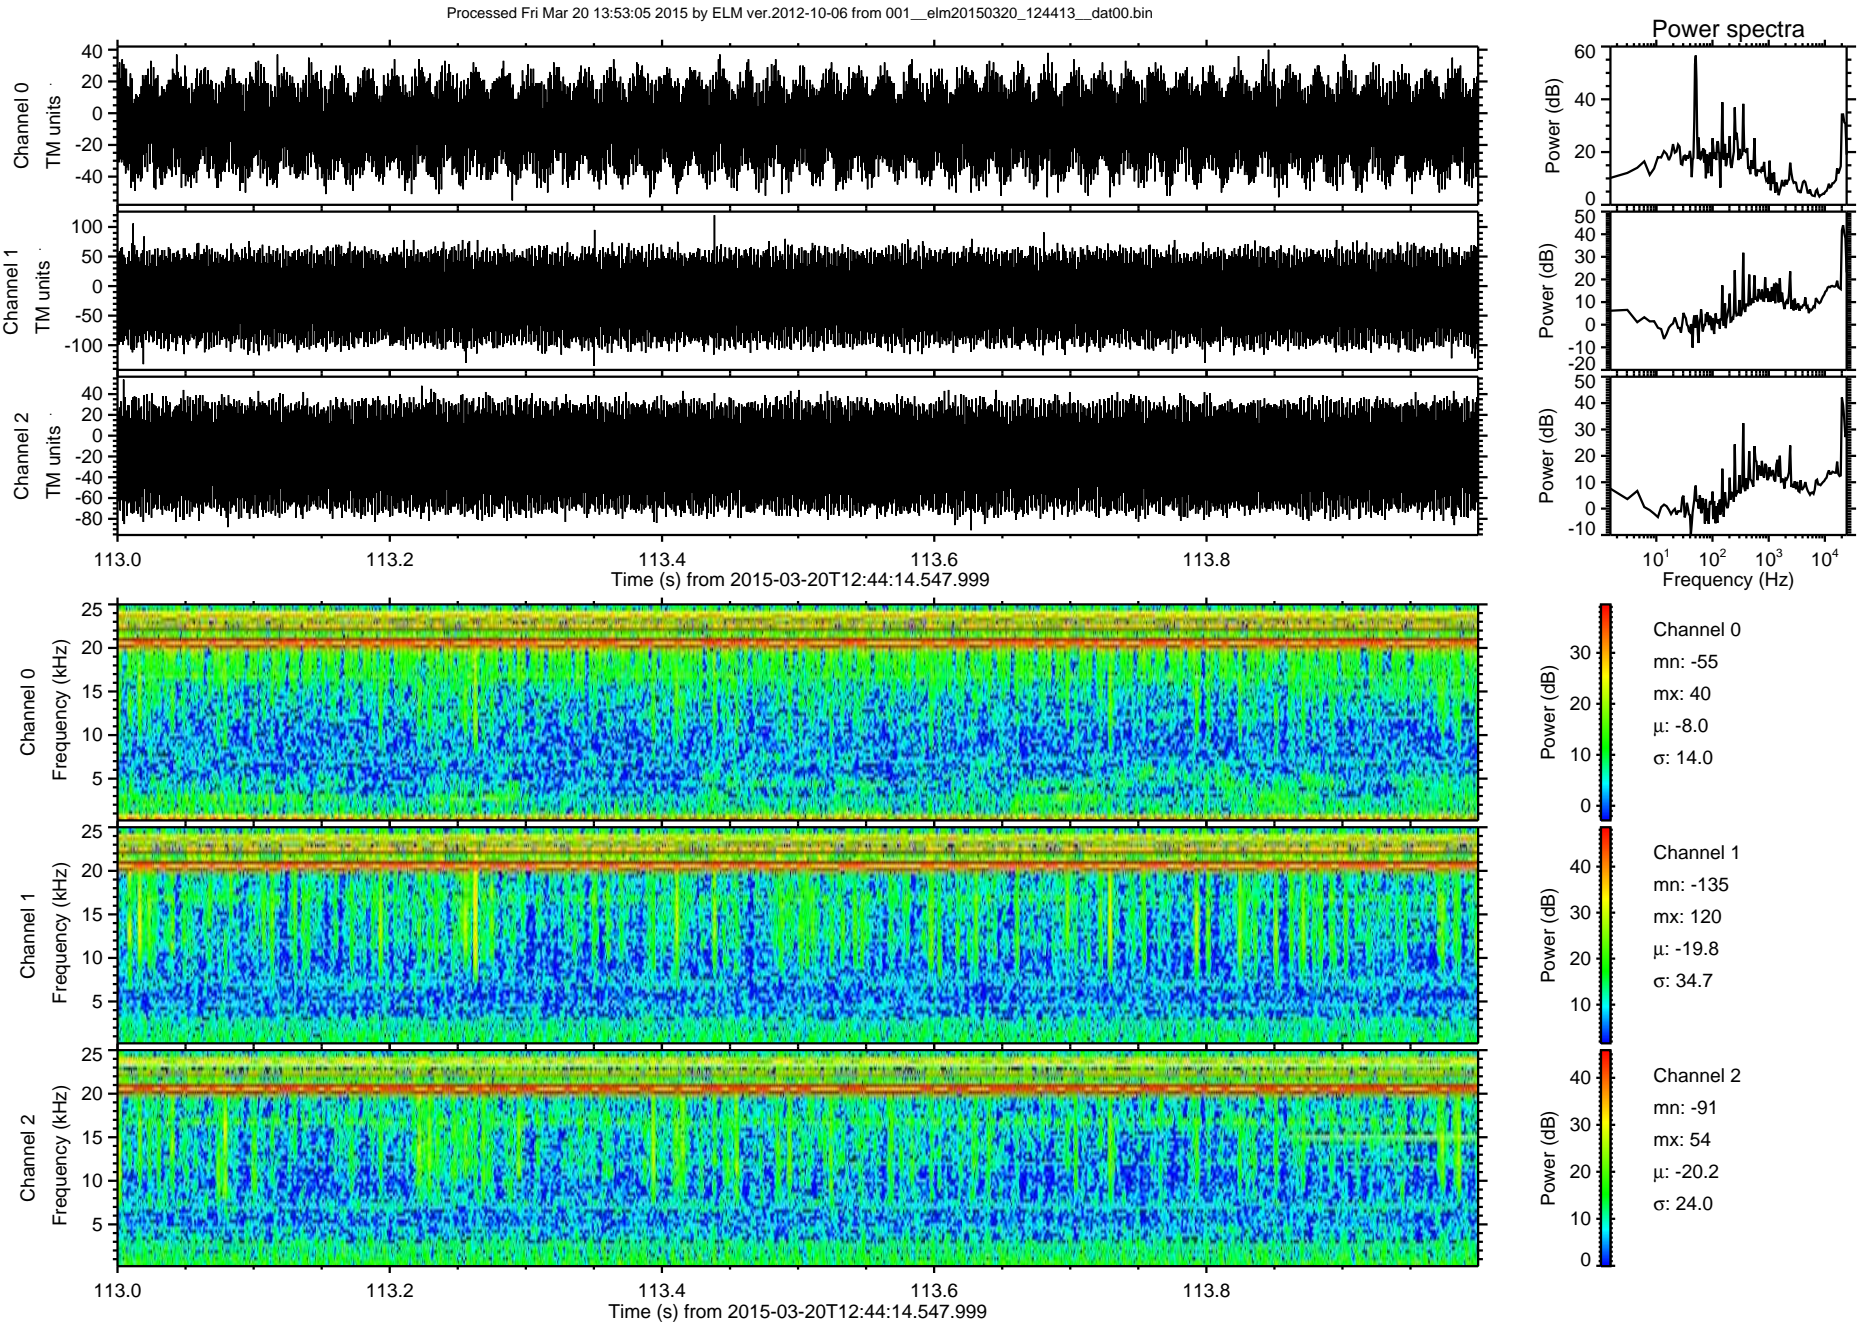 Processed Fri Mar 20 13:53:05 2015 by ELM ver.2012-10-06 from 001__elm20150320_124413__dat00.bin
Power spectra
Channel 0
TM units
40
20
0
-20
-40
Power (dB)
60
40
20
0
Channel 1
TM units
100
50
0
-50
-100
Power (dB)
50
40
30
20
10
0
-10
-20
Channel 2
TM units
40
20
0
-20
-40
-60
-80
Power (dB)
50
40
30
20
10
0
-10
113.0 113.2 113.4 113.6 113.8
Time (s) from 2015-03-20T12:44:14.547.999
10^1 10^2 10^3 10^4
Frequency (Hz)
Channel 0
Frequency (kHz)
25
20
15
10
5
Power (dB)
30
20
10
0
Channel 0
mn: -55
mx: 40
μ: -8.0
σ: 14.0
Channel 1
Frequency (kHz)
25
20
15
10
5
Power (dB)
40
30
20
10
Channel 1
mn: -135
mx: 120
μ: -19.8
σ: 34.7
Channel 2
Frequency (kHz)
25
20
15
10
5
Power (dB)
40
30
20
10
0
Channel 2
mn: -91
mx: 54
μ: -20.2
σ: 24.0
113.0 113.2 113.4 113.6 113.8
Time (s) from 2015-03-20T12:44:14.547.999